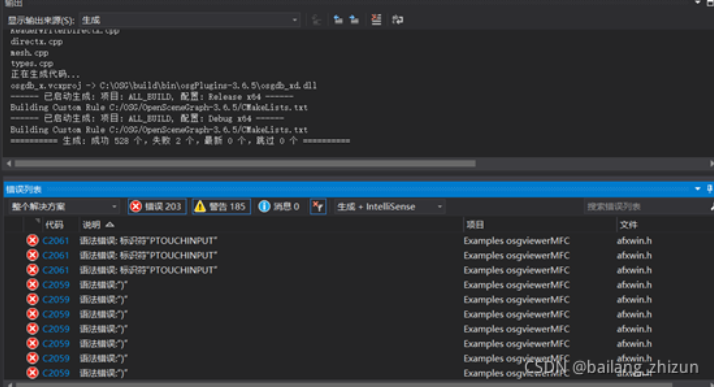 输出
显示输出来源(S): 生成
ReaderWriterDirectX.cpp
directx.cpp
mesh.cpp
types.cpp
正在生成代码...
osgdb_x.vcxproj -> C:\OSG\build\bin\osgPlugins-3.6.5\osgdb_xd.dll
------ 已启动生成: 项目: ALL_BUILD, 配置: Release x64 ------
Building Custom Rule C:/OSG/OpenSceneGraph-3.6.5/CMakeLists.txt
------ 已启动生成: 项目: ALL_BUILD, 配置: Debug x64 ------
Building Custom Rule C:/OSG/OpenSceneGraph-3.6.5/CMakeLists.txt
========== 生成: 成功 528 个，失败 2 个，最新 0 个，跳过 0 个 ==========
错误列表
整个解决方案 错误 203 警告 185 消息 0 生成 + IntelliSense 搜索错误列表
代码 说明 项目 文件
C2061 语法错误: 标识符"PTOUCHINPUT" Examples osgviewerMFC afxwin.h
C2061 语法错误: 标识符"PTOUCHINPUT" Examples osgviewerMFC afxwin.h
C2061 语法错误: 标识符"PTOUCHINPUT" Examples osgviewerMFC afxwin.h
C2059 语法错误:")" Examples osgviewerMFC afxwin.h
C2059 语法错误:")" Examples osgviewerMFC afxwin.h
C2059 语法错误:")" Examples osgviewerMFC afxwin.h
C2059 语法错误:")" Examples osgviewerMFC afxwin.h
C2059 语法错误:")" Examples osgviewerMFC afxwin.h
C2059 语法错误:")" Examples osgviewerMFC afxwin.h
C2059 语法错误:")" Examples osgviewerMFC afxwin.h
CSDN @bailang_zhizun